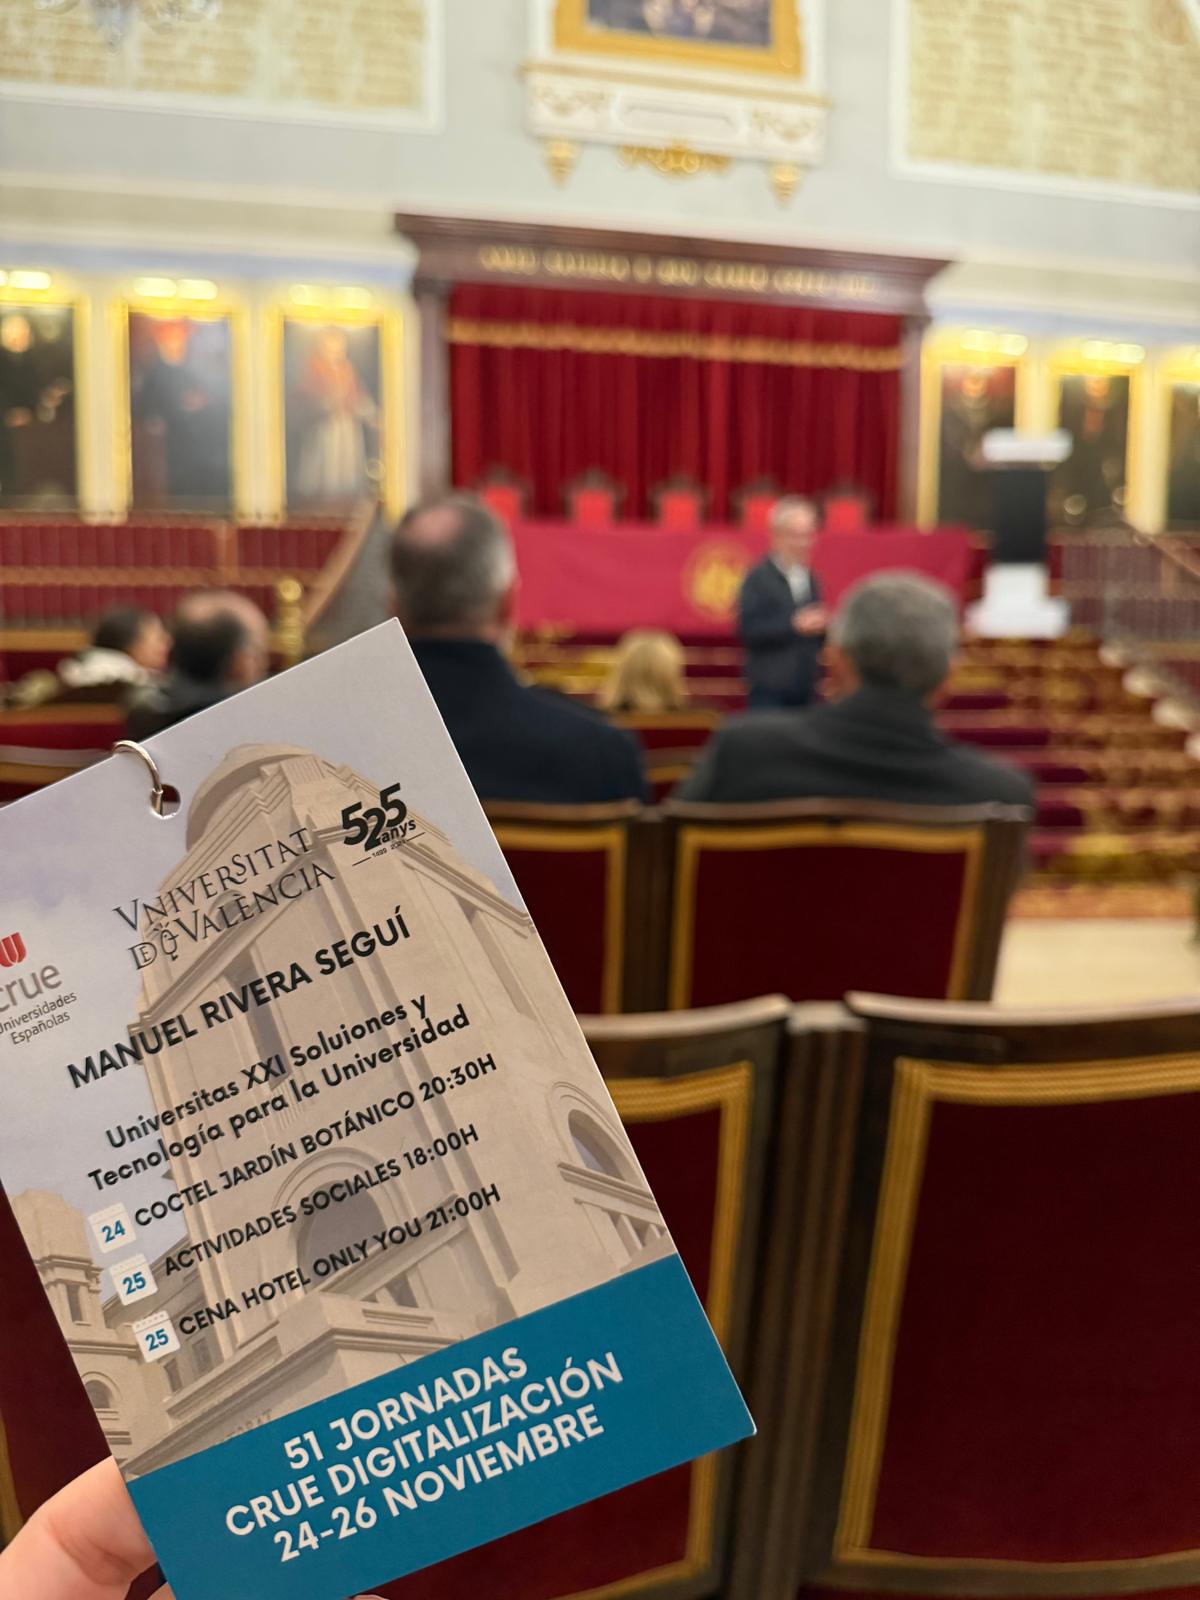 VNIVERSITAT
DE VALÈNCIA
525
anys
crue
Universidades
Españolas
MANUEL RIVERA SEGUÍ
Universitas XXI Soluiones y
Tecnología para la Universidad
24 COCTEL JARDÍN BOTÁNICO 20:30H
25 ACTIVIDADES SOCIALES 18:00H
25 CENA HOTEL ONLY YOU 21:00H
51 JORNADAS
CRUE DIGITALIZACIÓN
24-26 NOVIEMBRE